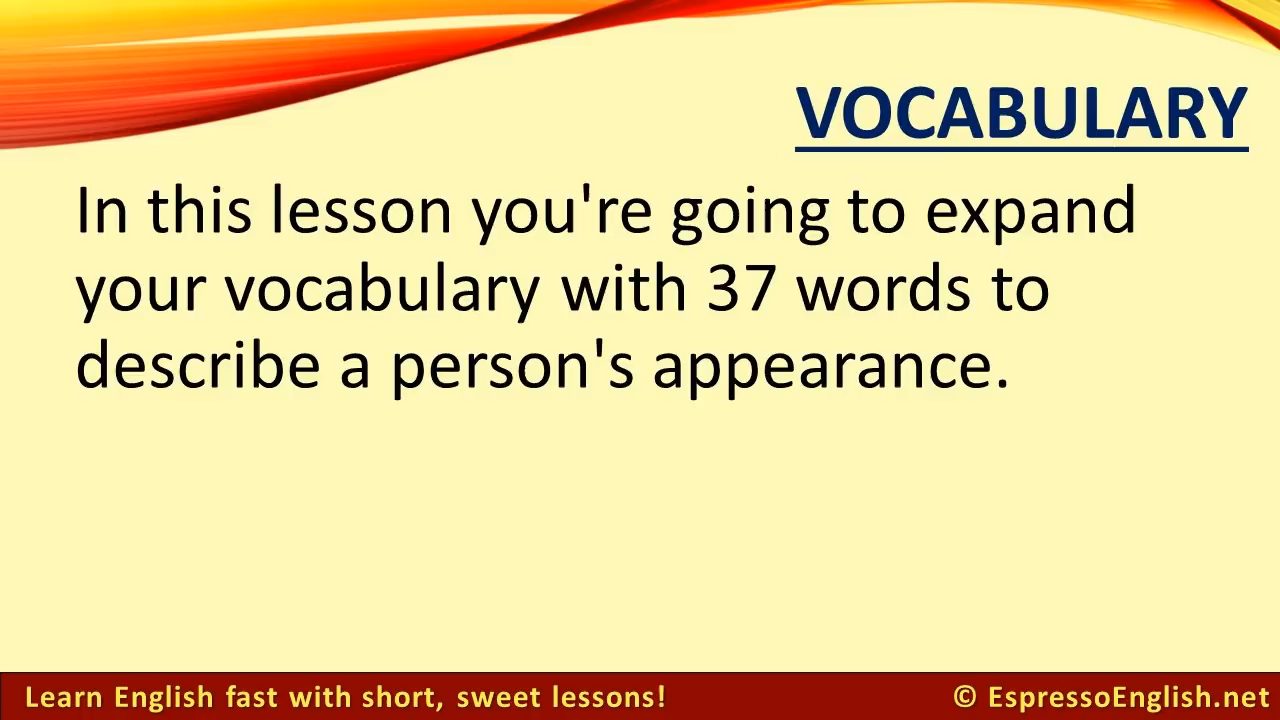 VOCABULARY
In this lesson you're going to expand
your vocabulary with 37 words to
describe a person's appearance.
Learn English fast with short, sweet lessons!
© EspressoEnglish.net